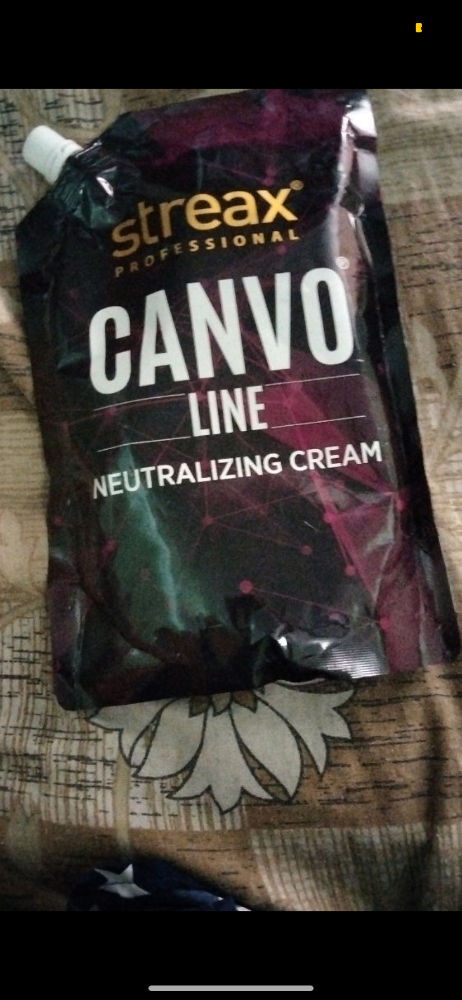 streax®
PROFESSIONAL
CANVO®
LINE
NEUTRALIZING CREAM